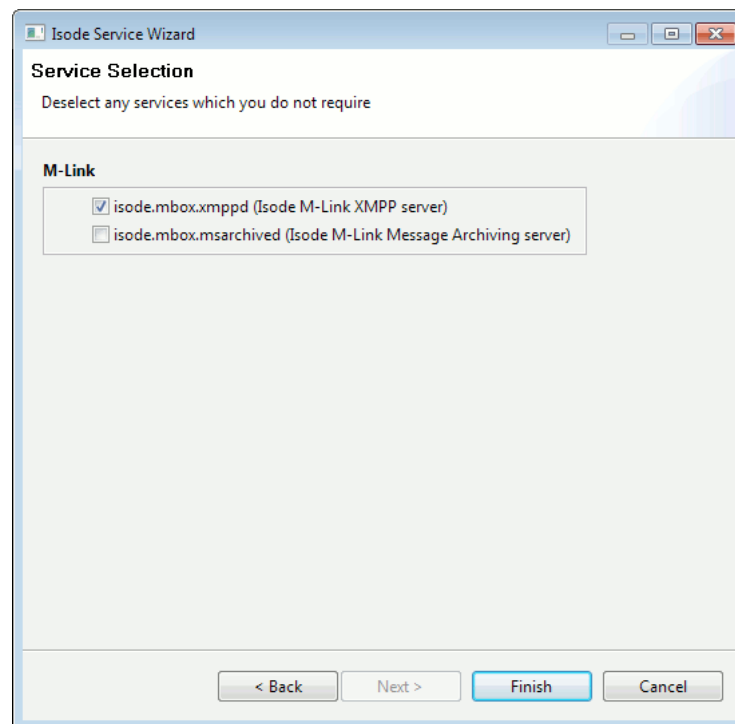 Isode Service Wizard
Service Selection
Deselect any services which you do not require
M-Link
isode.mbox.xmppd (Isode M-Link XMPP server)
isode.mbox.msarchived (Isode M-Link Message Archiving server)
< Back Next > Finish Cancel